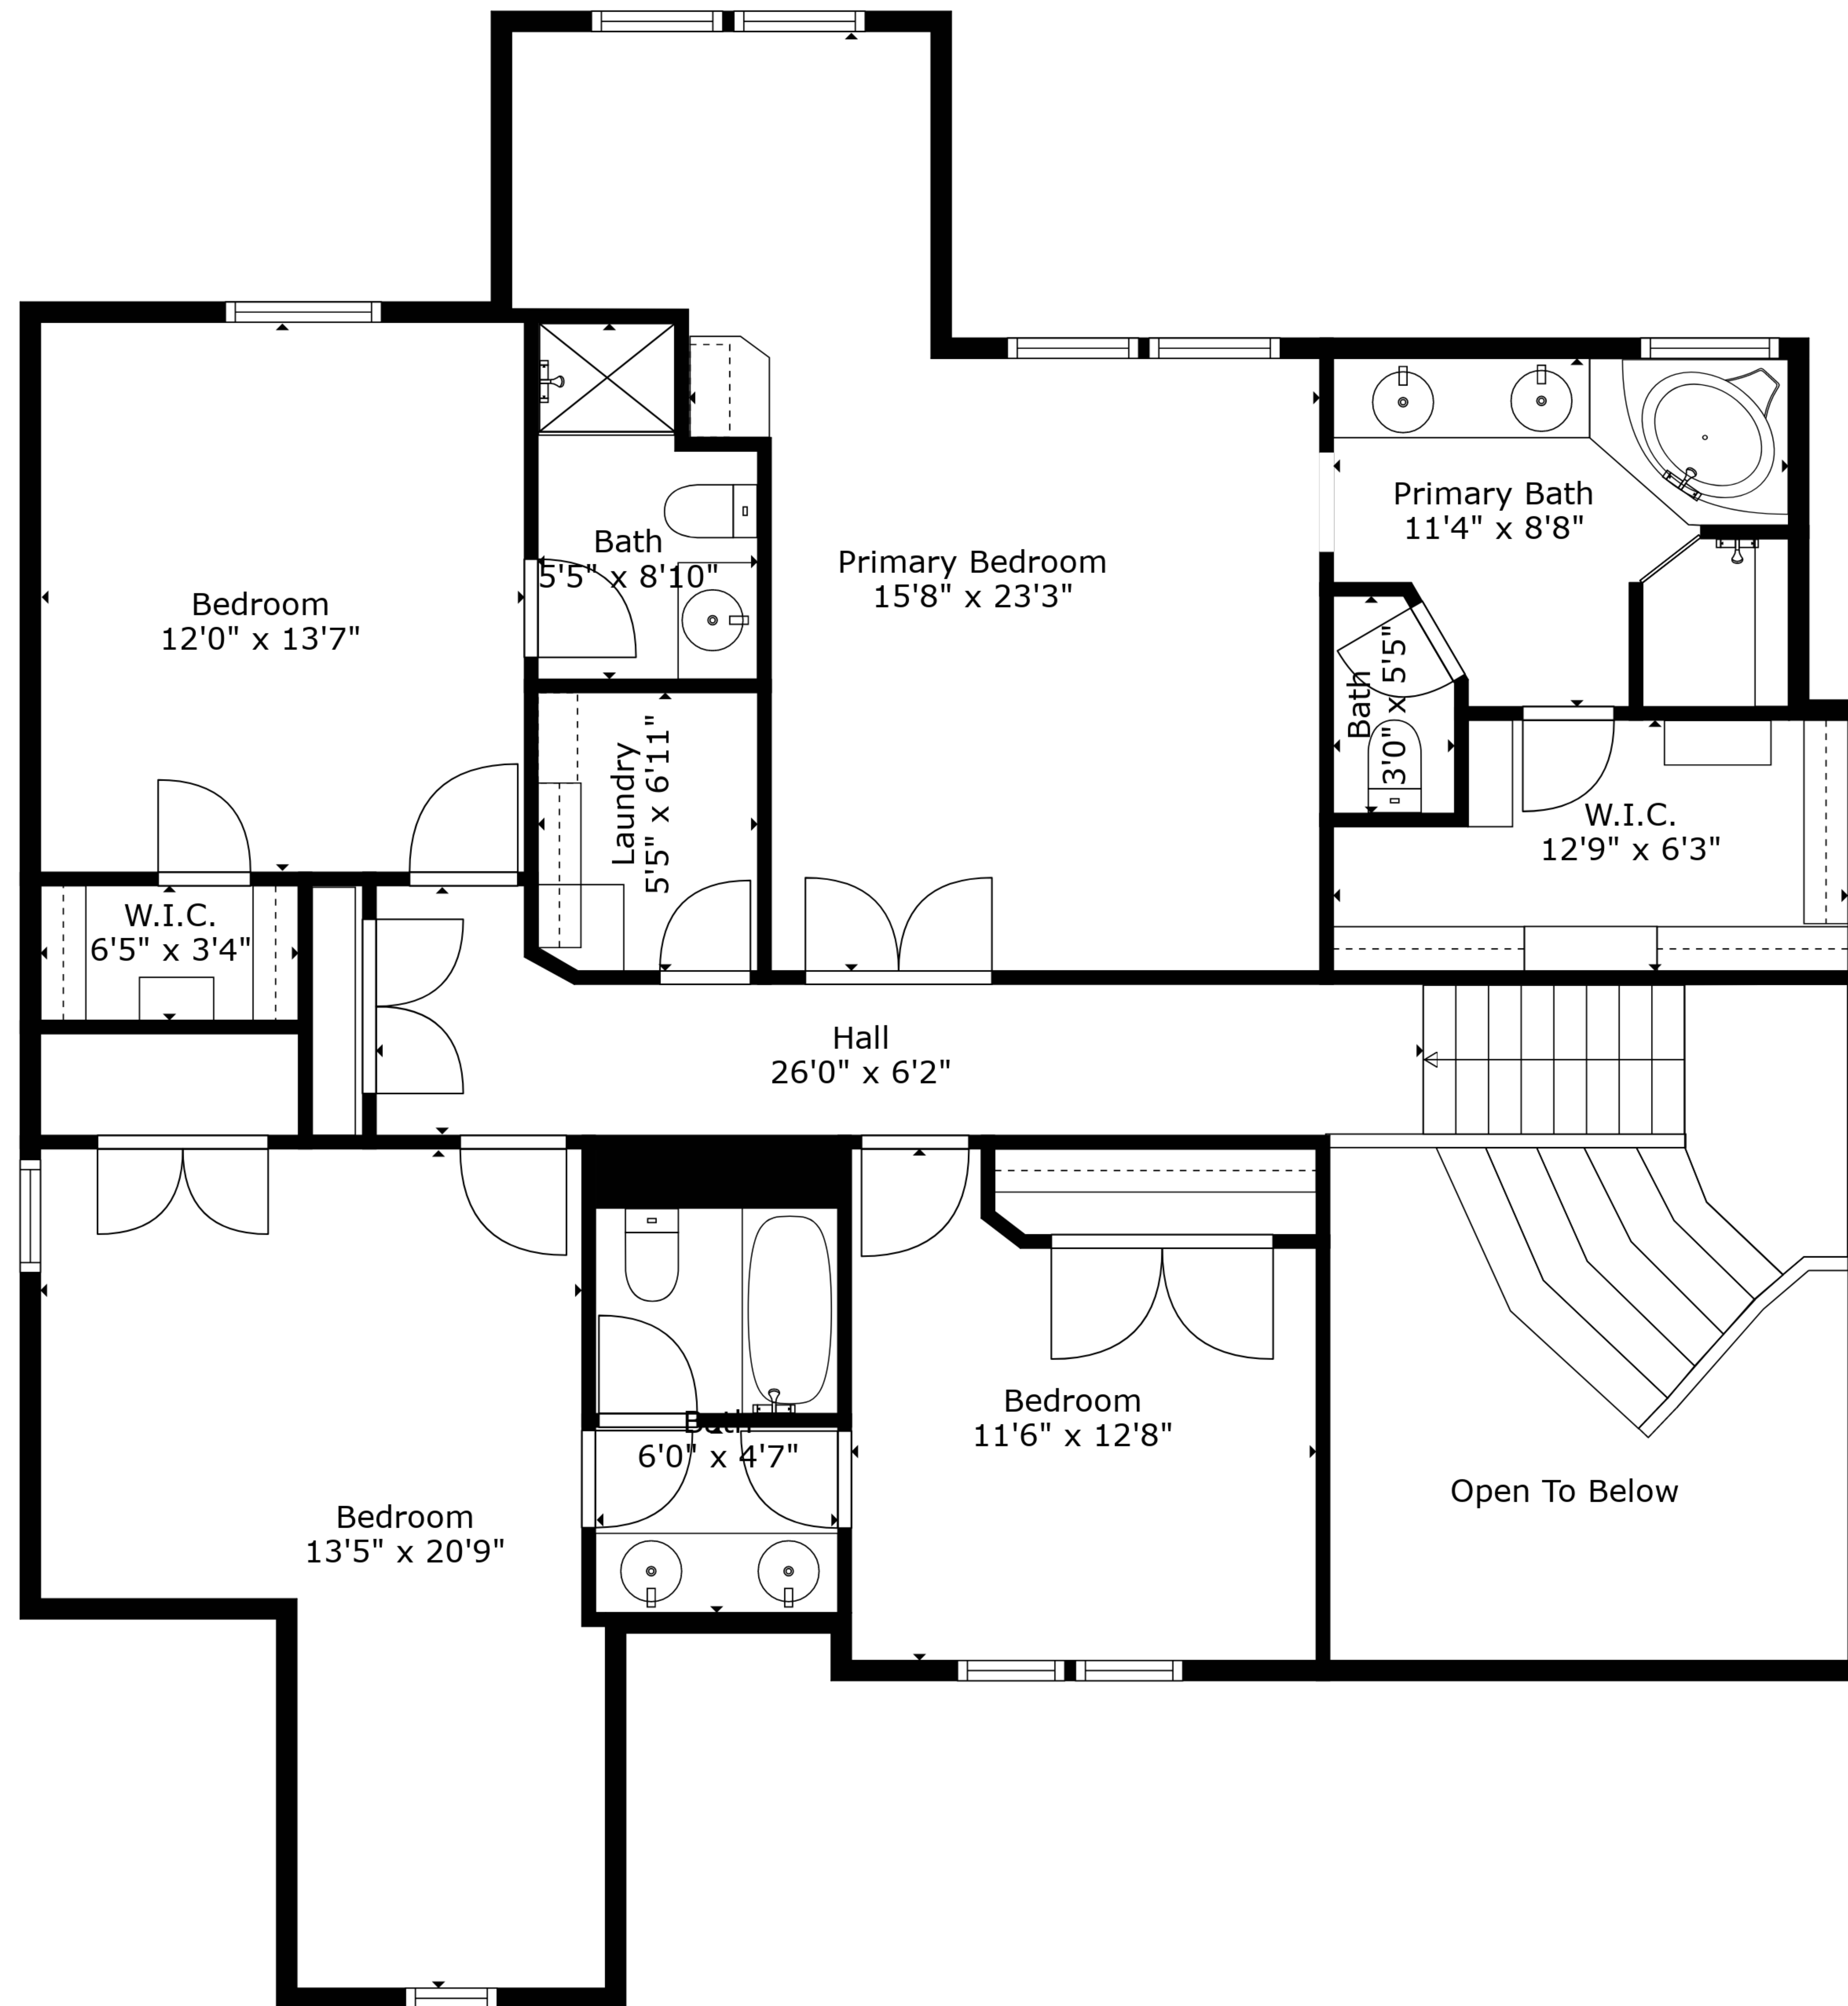 Primary Bath
11'4" x 8'8"
Bath
5'5" x 8'10"
Primary Bedroom
15'8" x 23'3"
Bedroom
12'0" x 13'7"
Bath
3'0" x 5'5"
Laundry
5'5" x 6'11"
W.I.C.
12'9" x 6'3"
W.I.C.
6'5" x 3'4"
Hall
26'0" x 6'2"
Bedroom
11'6" x 12'8"
Bath
6'0" x 4'7"
Open To Below
Bedroom
13'5" x 20'9"